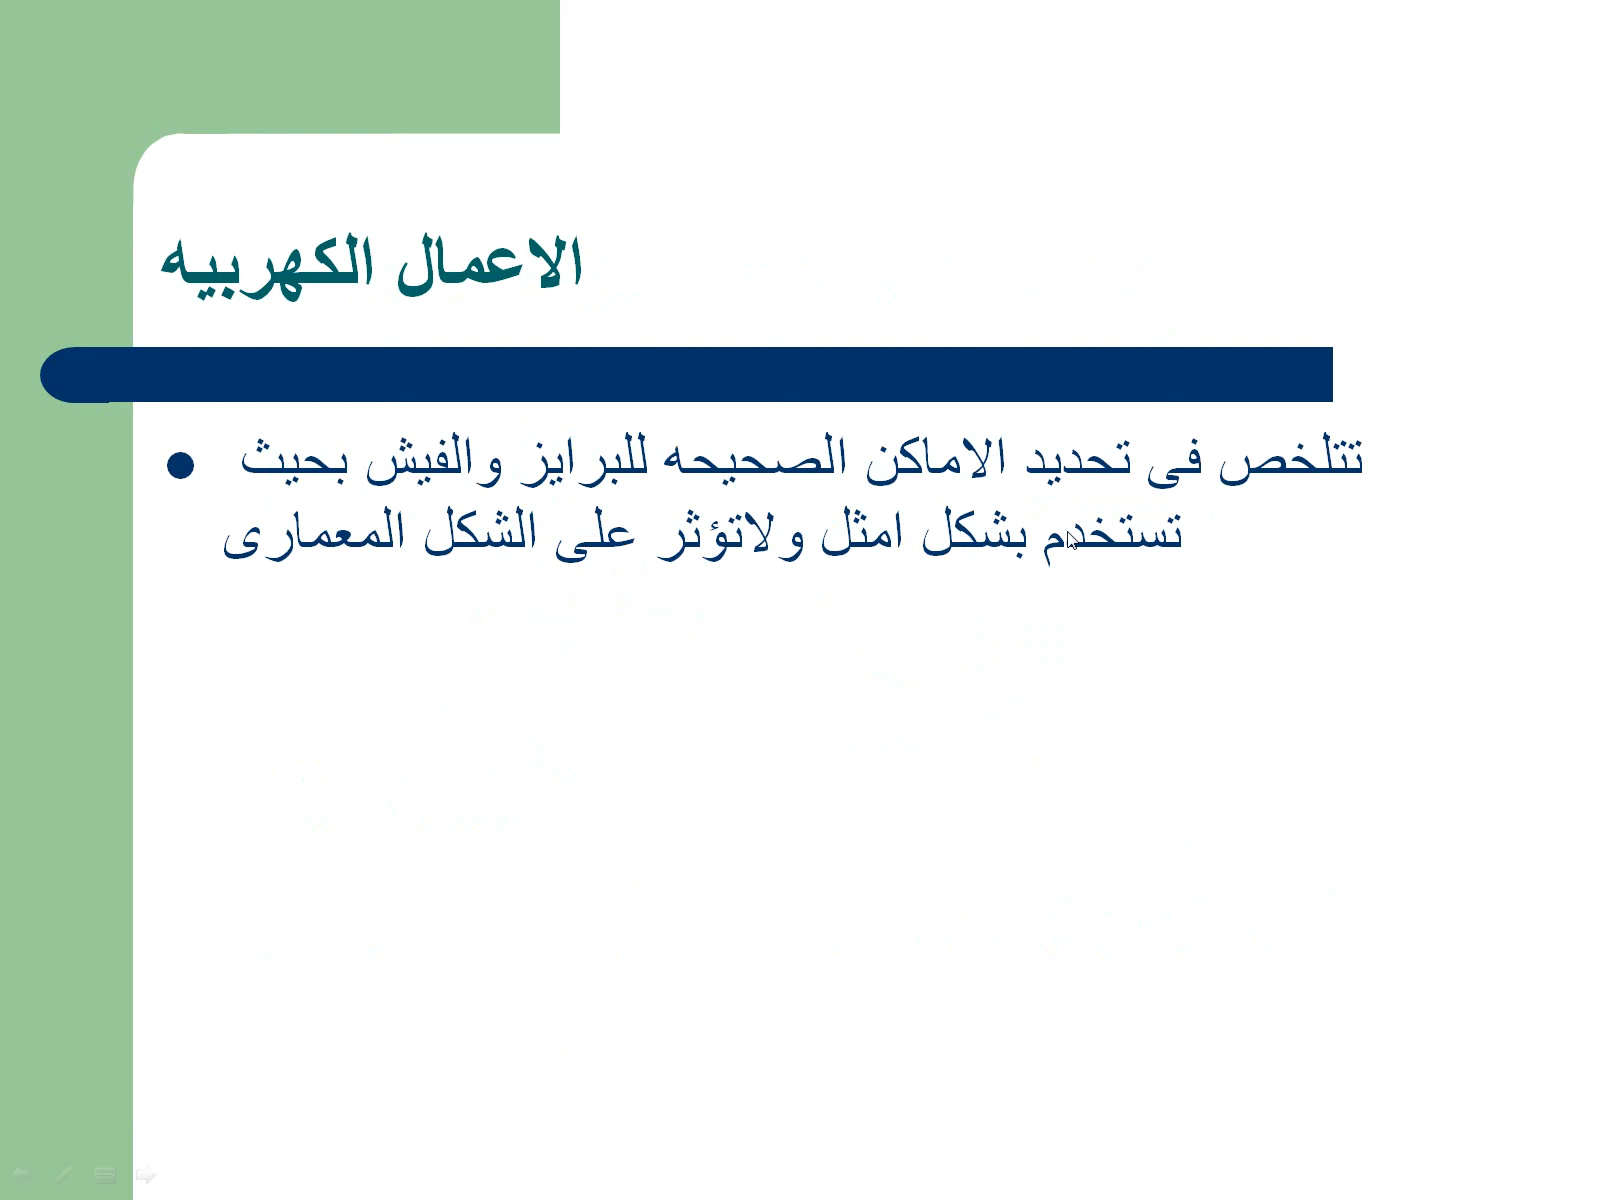 الاعمال الكهربيه
تتلخص فى تحديد الاماكن الصحيحه للبرايز والفيش بحيث
تستخدم بشكل امثل ولاتؤثر على الشكل المعمارى